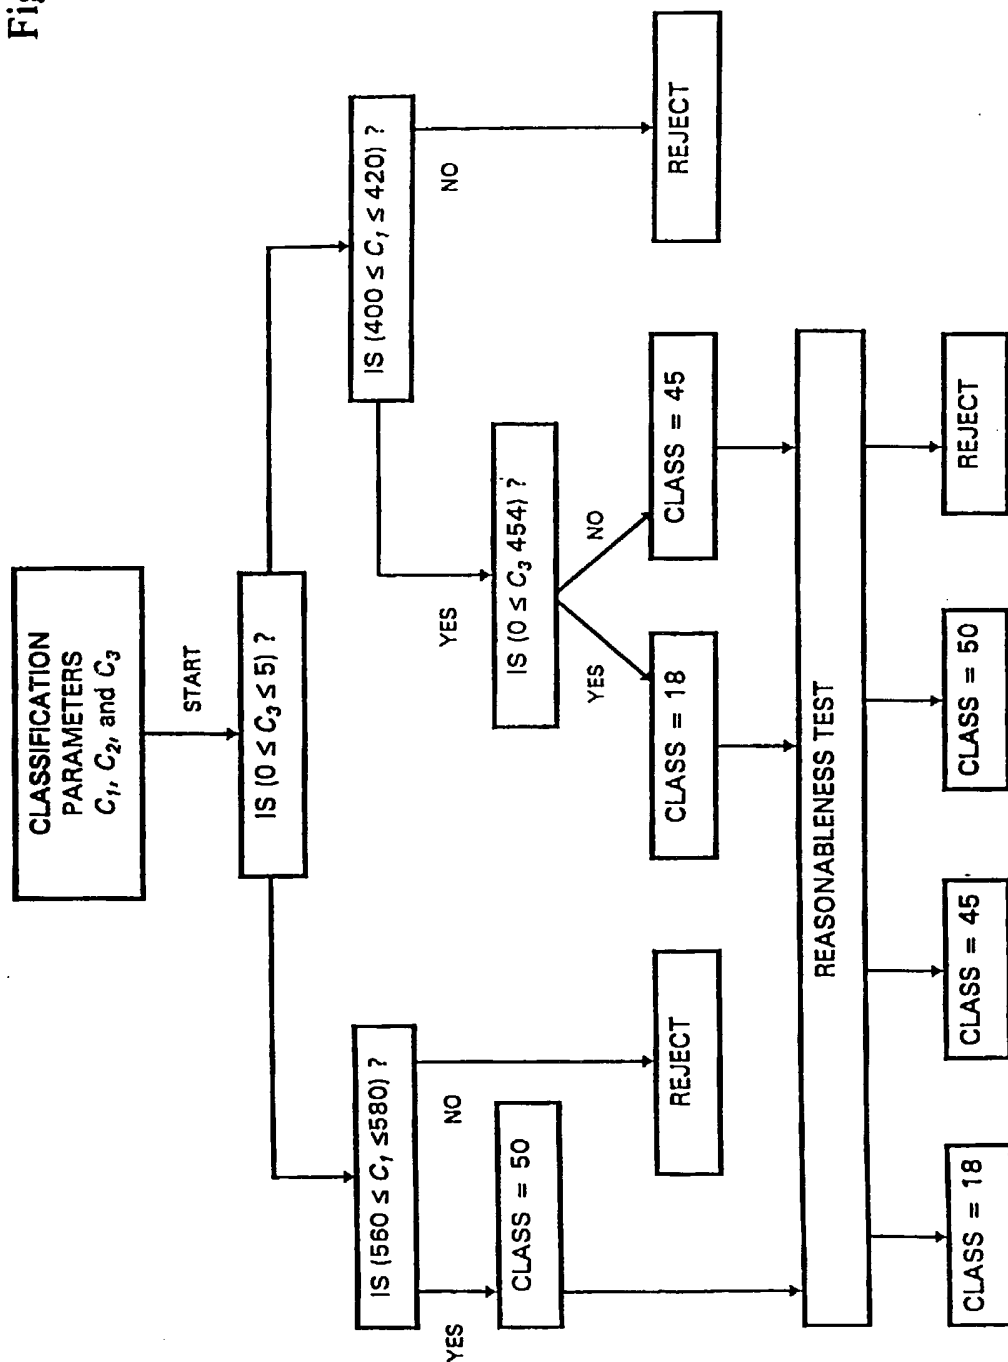 Fig
CLASSIFICATION
PARAMETERS
C₁, C₂, and C₃
START
IS (0 ≤ C₃ ≤ 5) ?
IS (560 ≤ C₁ ≤580) ?
IS (400 ≤ C₁ ≤ 420) ?
YES
NO
YES
NO
CLASS = 50
IS (0 ≤ C₃ 454) ?
YES
NO
REJECT
CLASS = 18
CLASS = 45
REJECT
REASONABLENESS TEST
CLASS = 18
CLASS = 45
CLASS = 50
REJECT